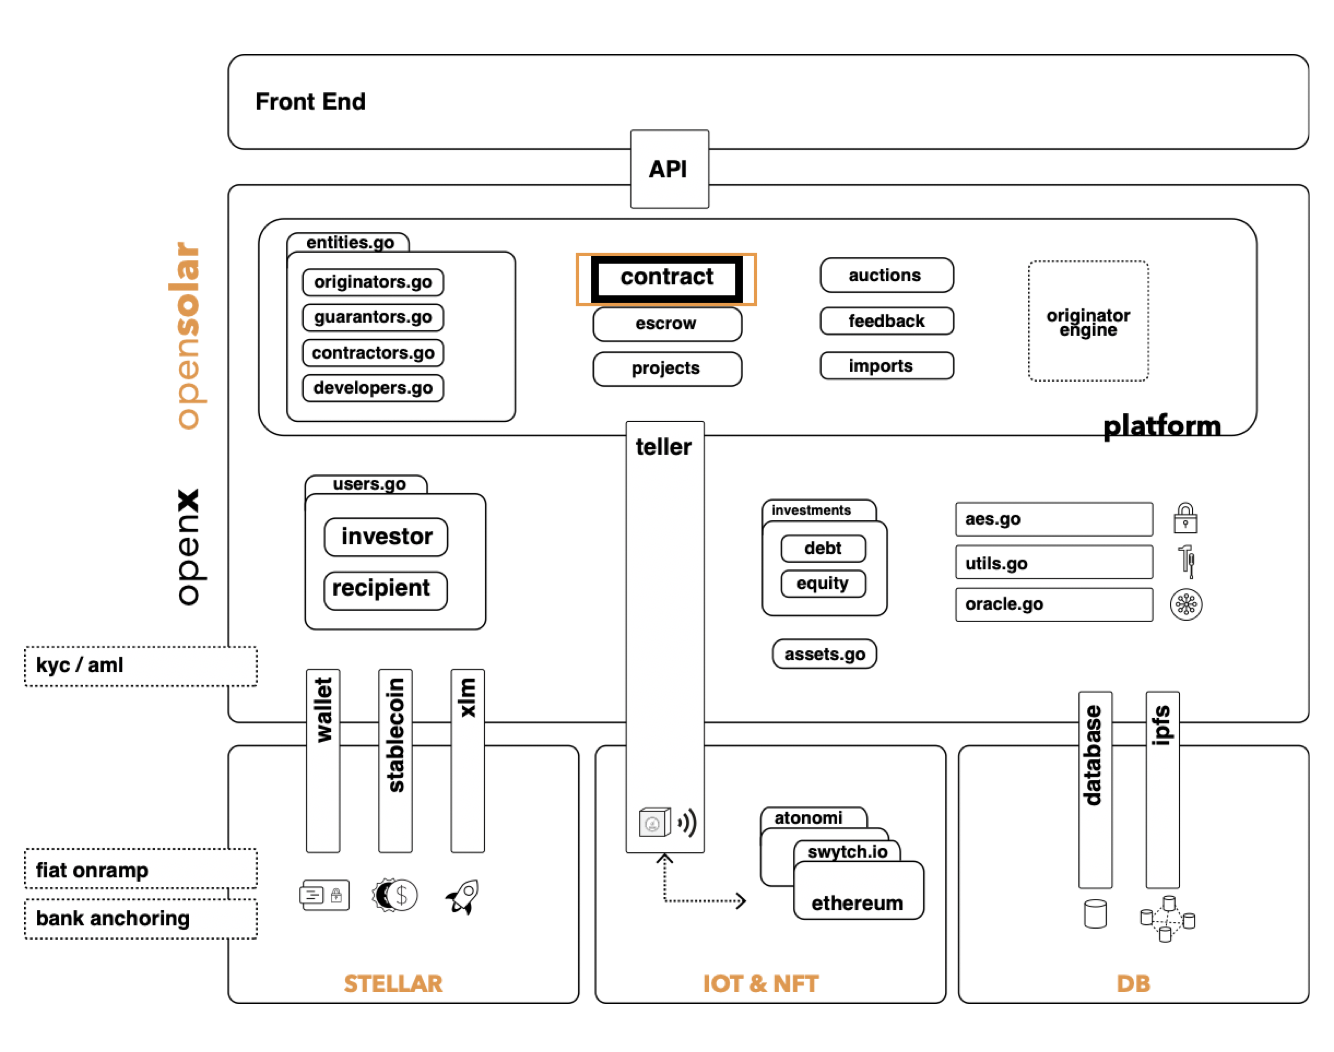 Front End
API
opensolar
entities.go
originators.go
guarantors.go
contractors.go
developers.go
contract
escrow
projects
auctions
feedback
imports
originator
engine
platform
teller
openx
users.go
investor
recipient
investments
debt
equity
assets.go
aes.go
utils.go
oracle.go
kyc / aml
wallet
stablecoin
xlm
database
ipfs
fiat onramp
bank anchoring
$
atonomi
swytch.io
ethereum
STELLAR
IOT & NFT
DB